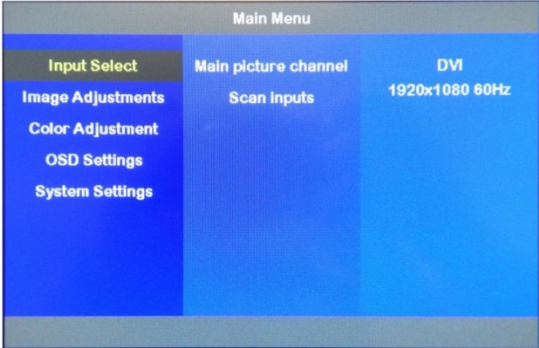 Main Menu
Input Select
Image Adjustments
Color Adjustment
OSD Settings
System Settings
Main picture channel
Scan inputs
DVI
1920x1080 60Hz